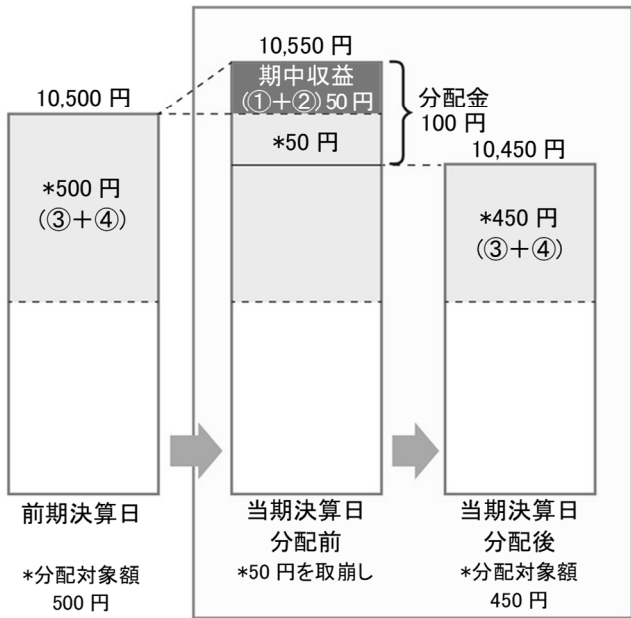 10,500 円
*500 円
(③+④)
前期決算日
*分配対象額
500 円
10,550 円
期中収益
(①+②) 50 円
*50 円
分配金
100 円
当期決算日
分配前
*50 円を取崩し
10,450 円
*450 円
(③+④)
当期決算日
分配後
*分配対象額
450 円